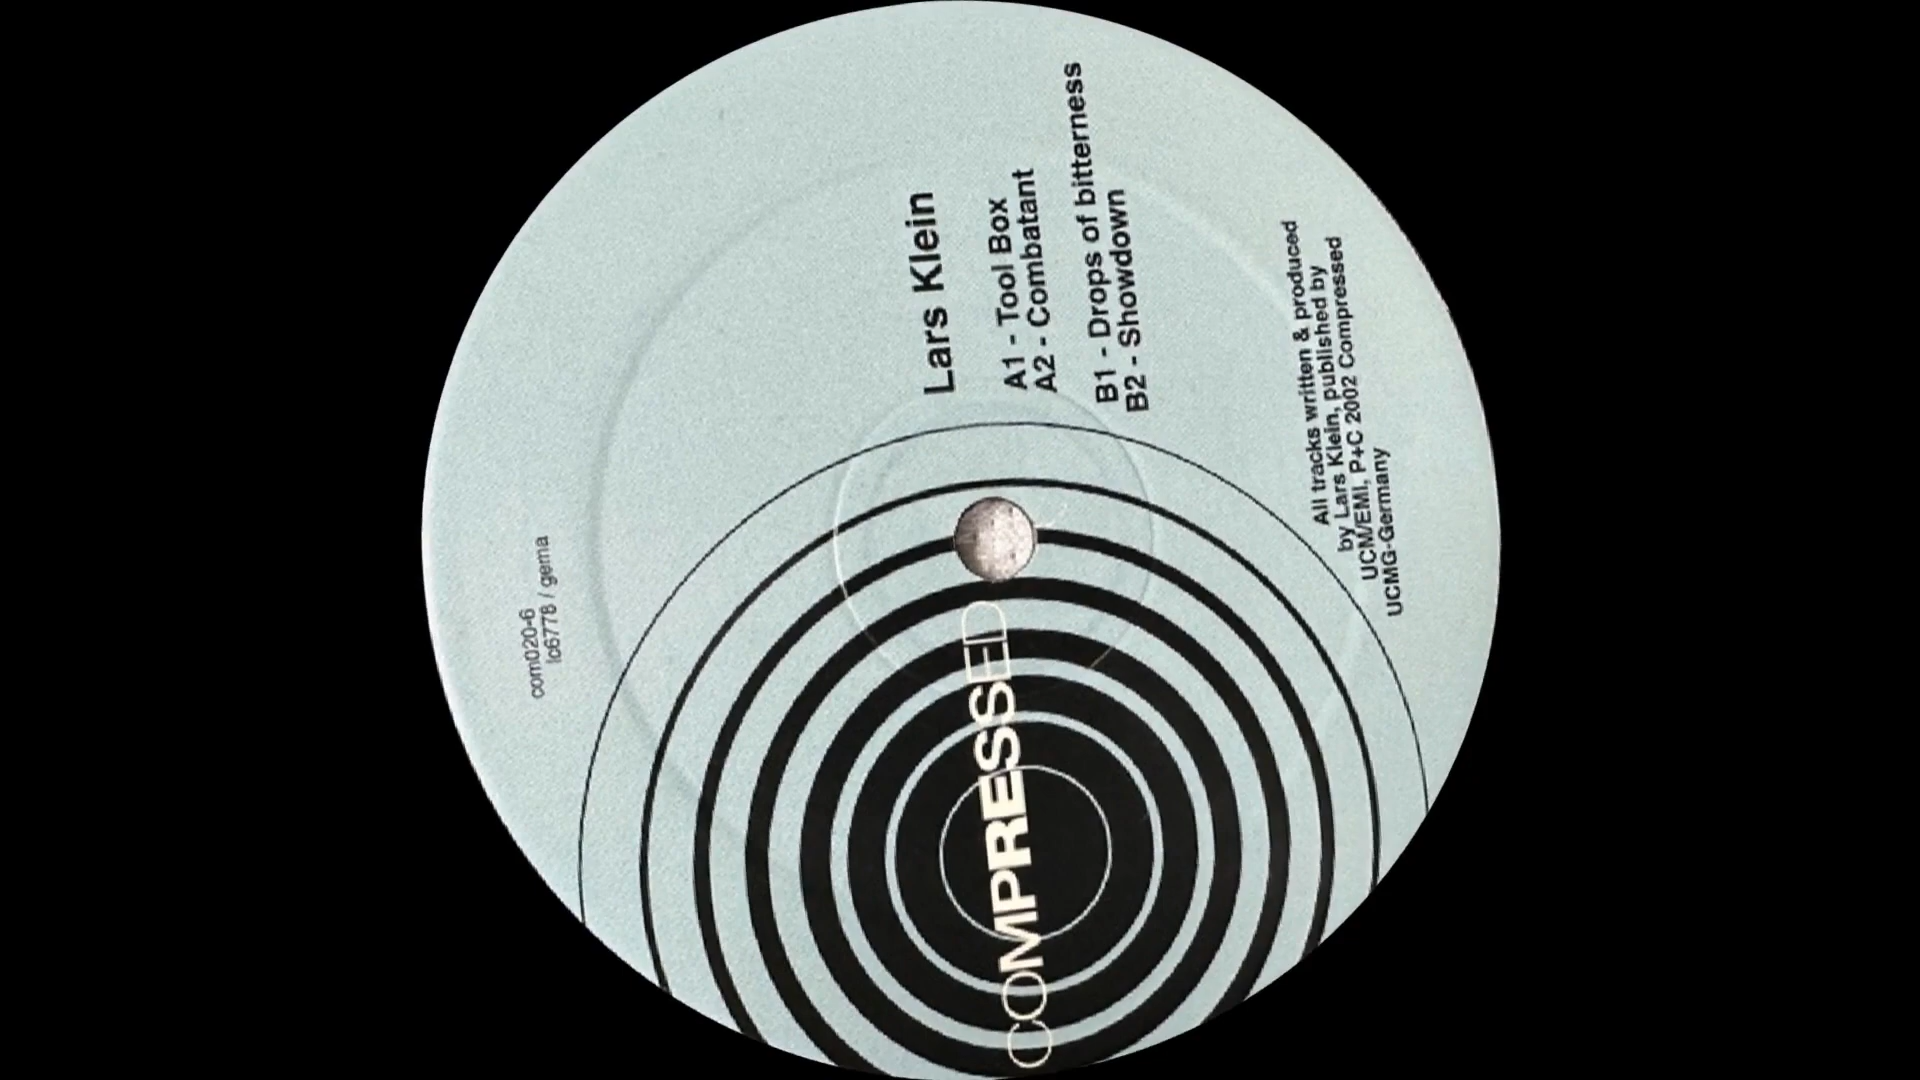 Lars Klein
A1 - Tool Box
A2 - Combatant
B1 - Drops of bitterness
B2 - Showdown
All tracks written & produced
by Lars Klein, published by
UCM/EMI, P+C 2002 Compressed
UCMG-Germany
com020-6
lc6778 / gema
COMPRESSED